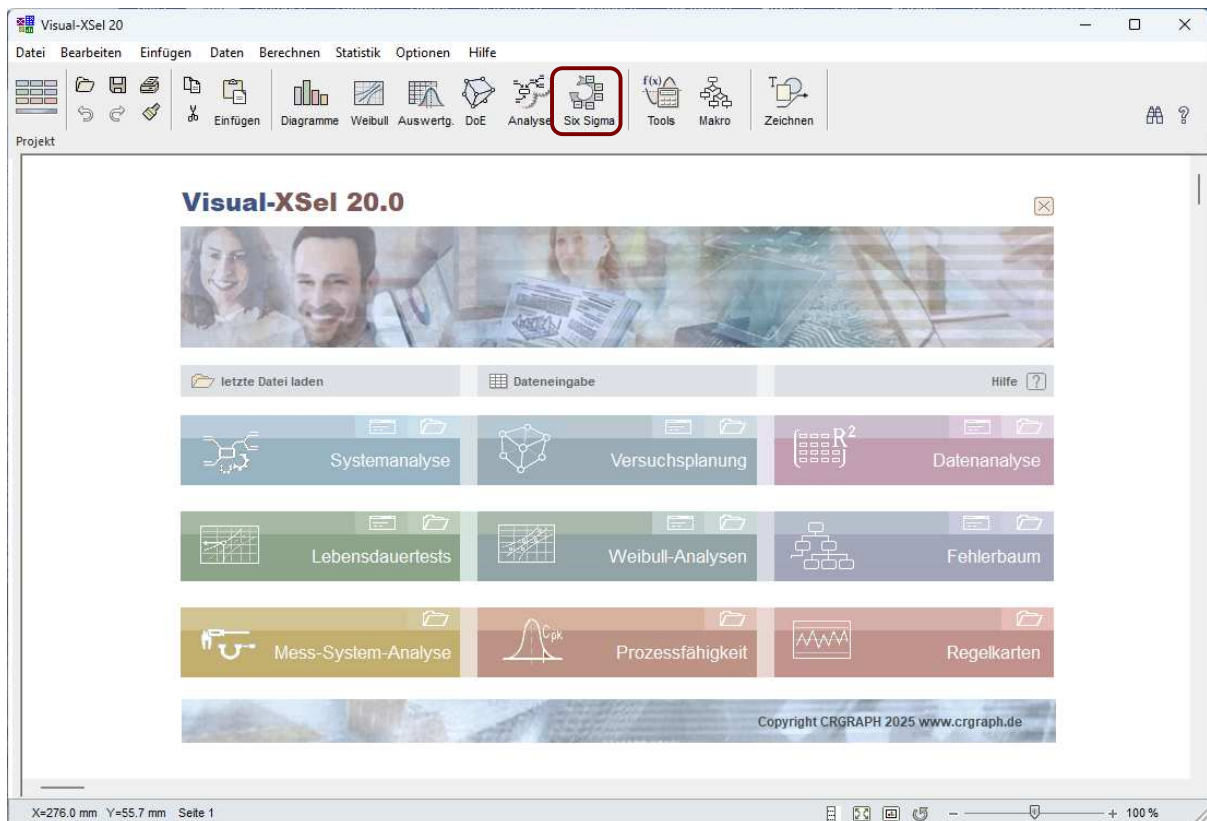 Visual-XSel 20
Datei Bearbeiten Einfügen Daten Berechnen Statistik Optionen Hilfe
f(x) T
Einfügen Diagramme Weibull Auswertg. DoE Analyse Six Sigma Tools Makro Zeichnen
?
Projekt
Visual-XSel 20.0
letzte Datei laden Dateneingabe Hilfe ?
Systemanalyse Versuchsplanung R² Datenanalyse
Lebensdauertests Weibull-Analysen Fehlerbaum
Mess-System-Analyse Cpk Prozessfähigkeit Regelkarten
Copyright CRGRAPH 2025 www.crgraph.de
X=276.0 mm Y=55.7 mm Seite 1 − + 100 %